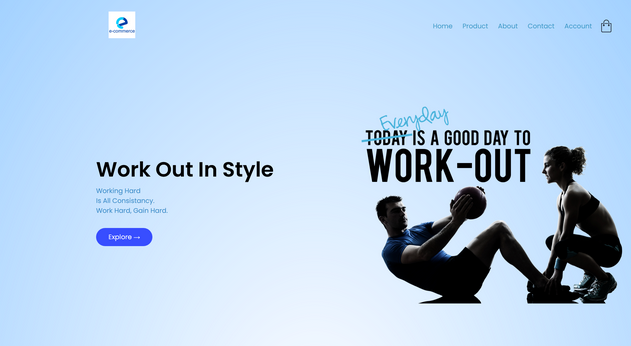 e-commerce
Home Product About Contact Account
Everyday
TODAY IS A GOOD DAY TO
WORK-OUT
Work Out In Style
Working Hard
Is All Consistancy.
Work Hard, Gain Hard.
Explore →